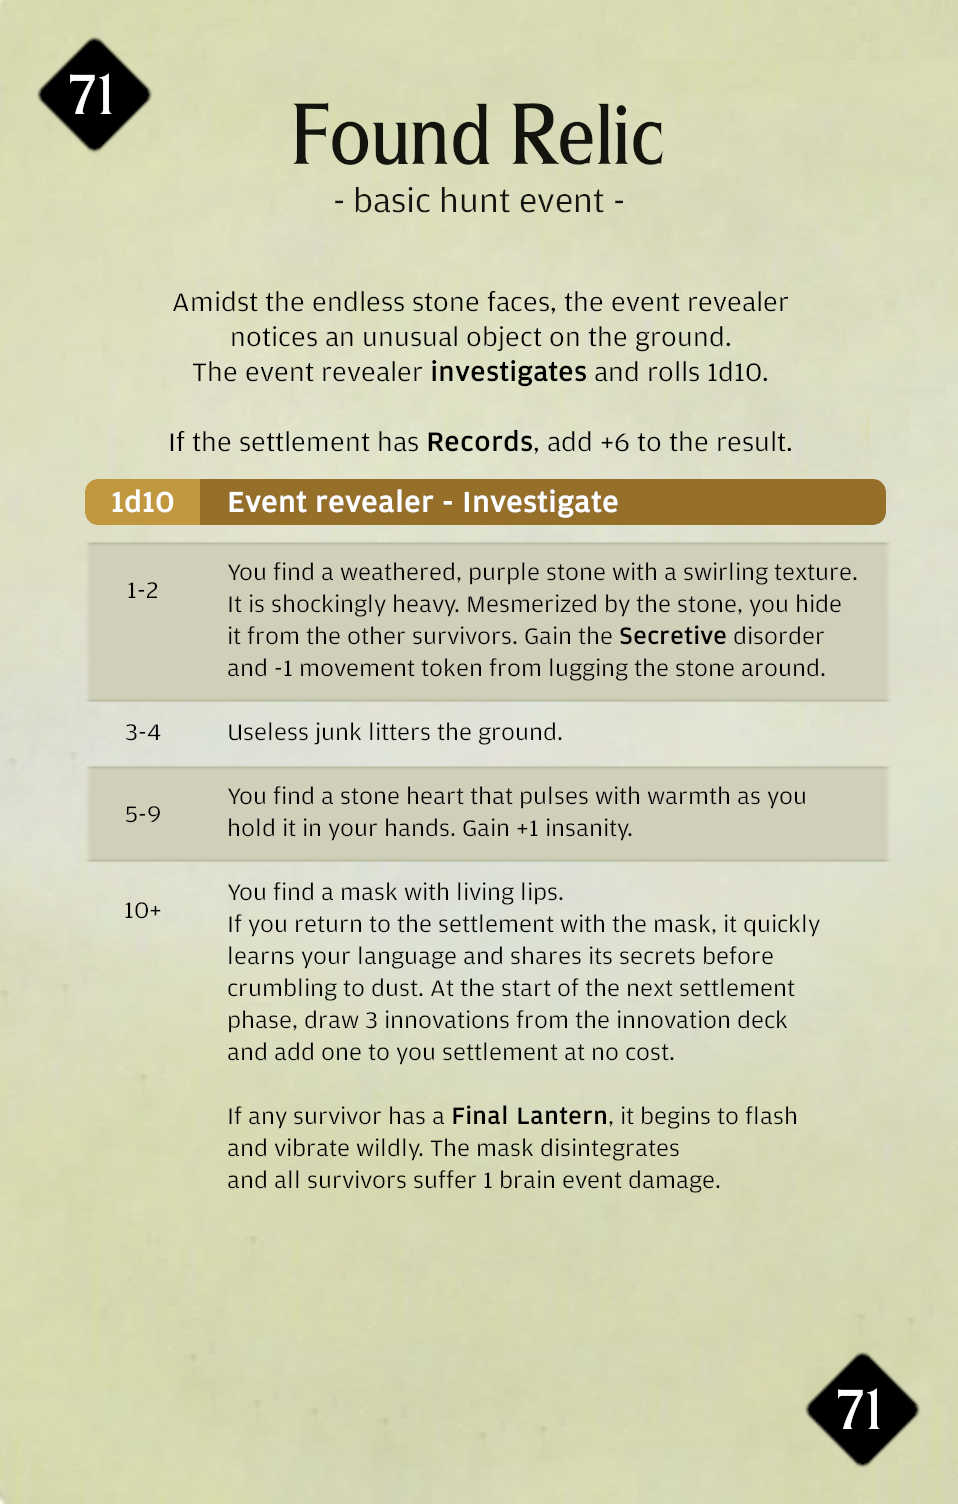 71
Found Relic
- basic hunt event -
Amidst the endless stone faces, the event revealer
notices an unusual object on the ground.
The event revealer investigates and rolls 1d10.
If the settlement has Records, add +6 to the result.
1d10 Event revealer - Investigate
1-2
You find a weathered, purple stone with a swirling texture.
It is shockingly heavy. Mesmerized by the stone, you hide
it from the other survivors. Gain the Secretive disorder
and -1 movement token from lugging the stone around.
3-4 Useless junk litters the ground.
5-9
You find a stone heart that pulses with warmth as you
hold it in your hands. Gain +1 insanity.
10+
You find a mask with living lips.
If you return to the settlement with the mask, it quickly
learns your language and shares its secrets before
crumbling to dust. At the start of the next settlement
phase, draw 3 innovations from the innovation deck
and add one to you settlement at no cost.
If any survivor has a Final Lantern, it begins to flash
and vibrate wildly. The mask disintegrates
and all survivors suffer 1 brain event damage.
71